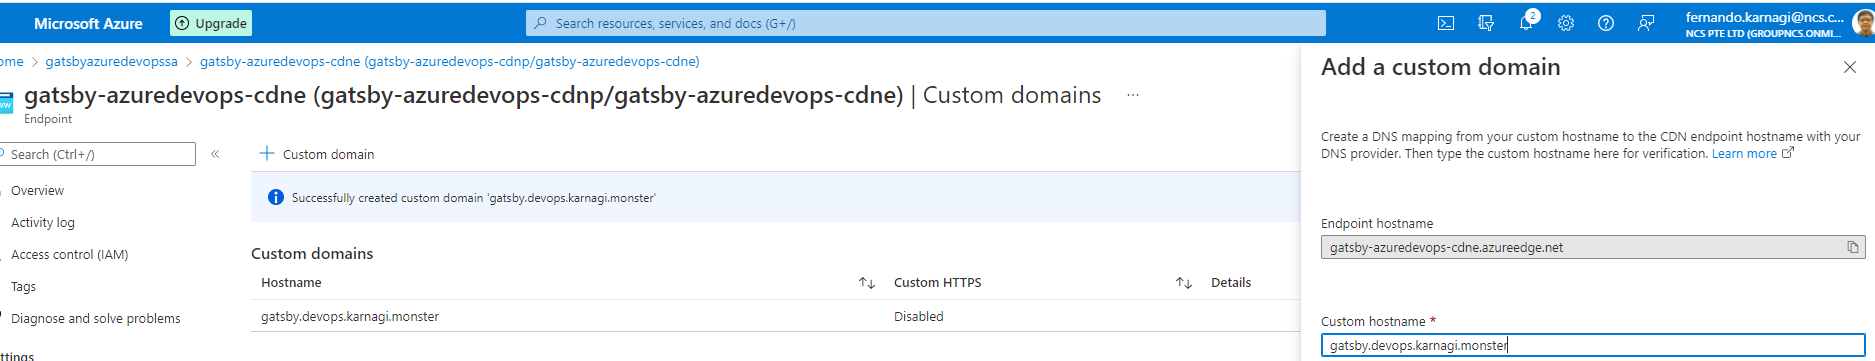 Microsoft Azure
Upgrade
Search resources, services, and docs (G+/)
2
fernando.karnagi@ncs.c...
NCS PTE LTD (GROUPNCS.ONMI...
ome > gatsbyazuredevopssa > gatsby-azuredevops-cdne (gatsby-azuredevops-cdnp/gatsby-azuredevops-cdne)
gatsby-azuredevops-cdne (gatsby-azuredevops-cdnp/gatsby-azuredevops-cdne) | Custom domains ...
Endpoint
Search (Ctrl+/)
«
Overview
Activity log
Access control (IAM)
Tags
Diagnose and solve problems
ettings
+ Custom domain
Successfully created custom domain 'gatsby.devops.karnagi.monster'
Custom domains
Hostname ↑↓ Custom HTTPS ↑↓ Details
gatsby.devops.karnagi.monster Disabled
Add a custom domain
Create a DNS mapping from your custom hostname to the CDN endpoint hostname with your
DNS provider. Then type the custom hostname here for verification. Learn more
Endpoint hostname
gatsby-azuredevops-cdne.azureedge.net
Custom hostname *
gatsby.devops.karnagi.monster